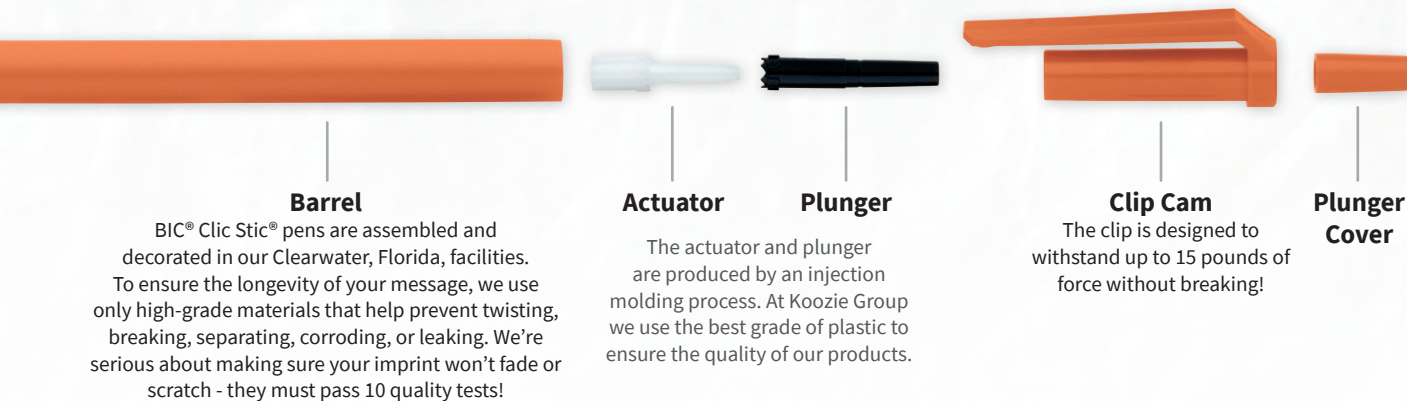 Barrel
BIC® Clic Stic® pens are assembled and
decorated in our Clearwater, Florida, facilities.
To ensure the longevity of your message, we use
only high-grade materials that help prevent twisting,
breaking, separating, corroding, or leaking. We’re
serious about making sure your imprint won’t fade or
scratch - they must pass 10 quality tests!
Actuator
Plunger
The actuator and plunger
are produced by an injection
molding process. At Koozie Group
we use the best grade of plastic to
ensure the quality of our products.
Clip Cam
The clip is designed to
withstand up to 15 pounds of
force without breaking!
Plunger
Cover